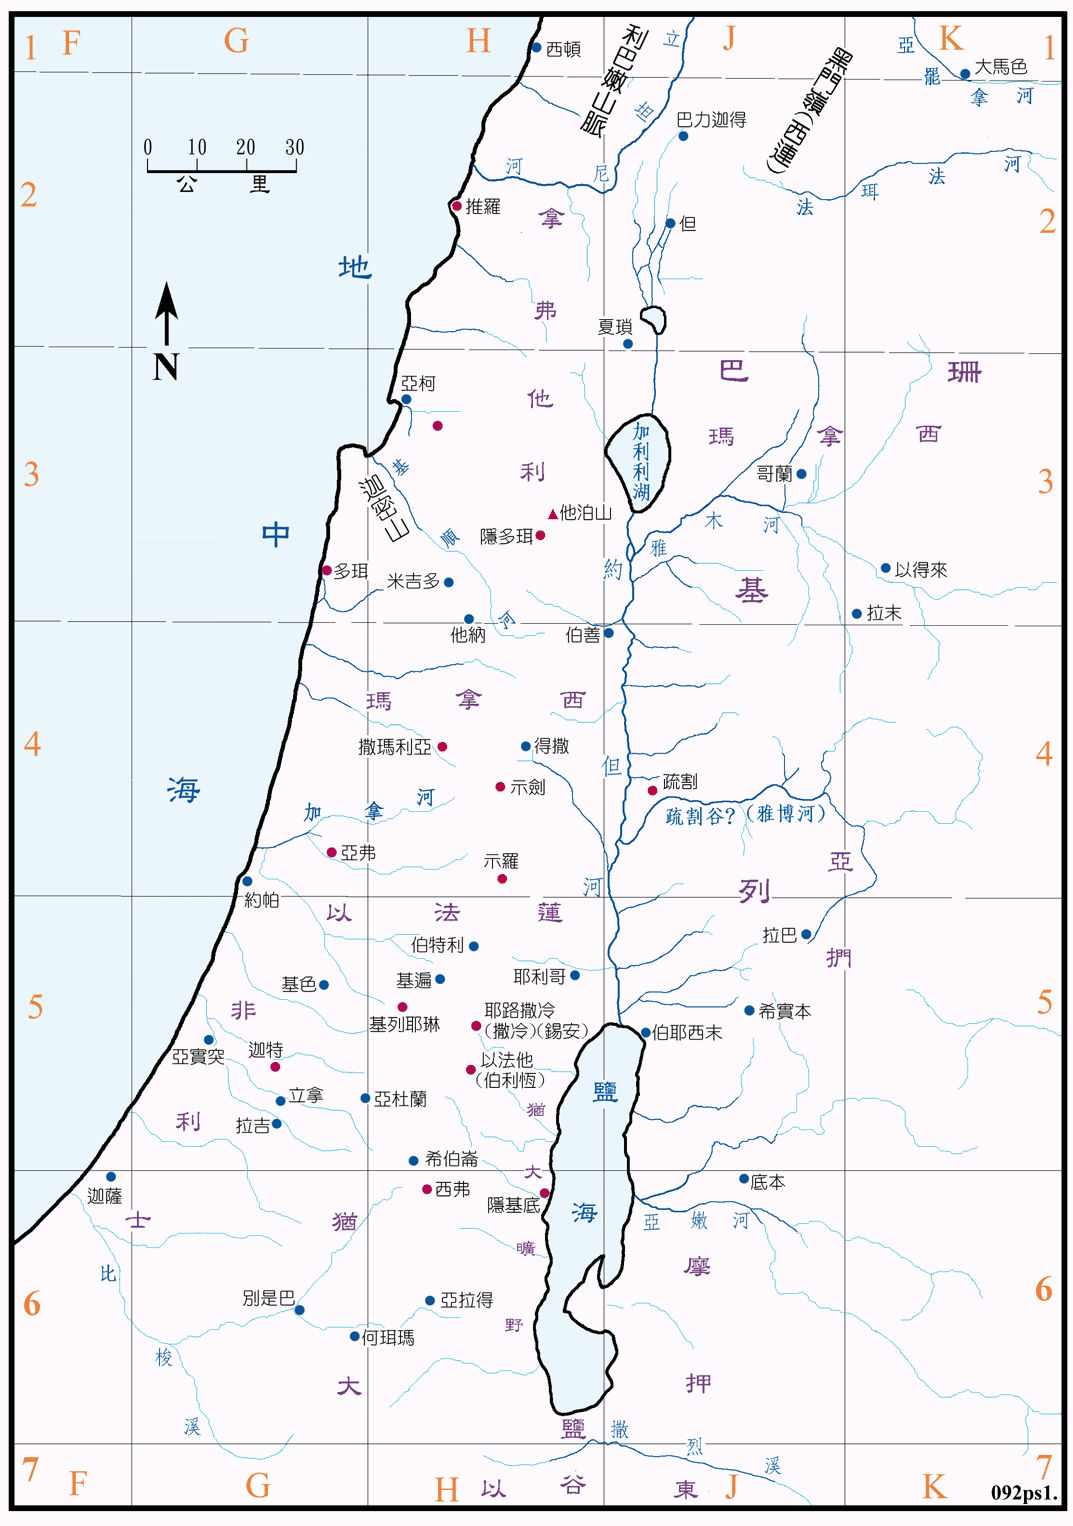 F G H J K
1 1
西頓
利巴嫩山脈
立坦尼河
黑門嶺(西連)
亞罷拿河
大馬色
巴力迦得
0 10 20 30
公里
法珥法河
2 2
推羅
拿弗他利
但
地中海
N
夏瑣
巴珊
亞柯
瑪拿西
加利利湖
哥蘭
3 3
基順河
迦密山
他泊山
隱多珥
雅木河
約但河
多珥
米吉多
基列
以得來
拉末
他納
伯善
瑪拿西
4 4
撒瑪利亞
得撒
示劍
疏割
疏割谷?(雅博河)
加拿河
亞弗
示羅
亞捫
約帕
以法蓮
伯特利
拉巴
基色
基遍
耶利哥
5 5
非利士
基列耶琳
耶路撒冷
(撒冷)(錫安)
希實本
伯耶西末
亞實突
迦特
以法他
(伯利恆)
鹽海
立拿
亞杜蘭
猶大曠野
拉吉
希伯崙
迦薩
西弗
隱基底
底本
亞嫩河
猶大
摩押
6 6
比梭溪
別是巴
亞拉得
何珥瑪
鹽谷
撒烈溪
7 7
以東
F G H J K
092ps1.